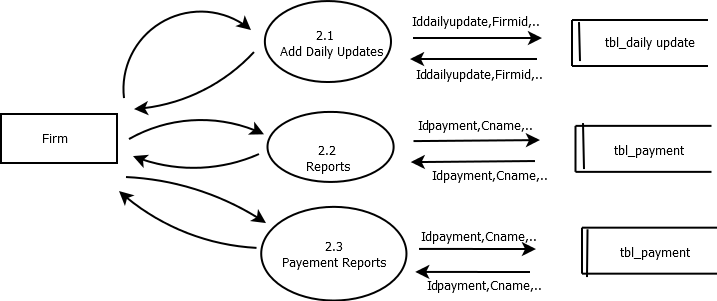 2.1
Add Daily Updates
Iddailyupdate,Firmid,..
Iddailyupdate,Firmid,..
tbl_daily update
Firm
2.2
Reports
Idpayment,Cname,..
Idpayment,Cname,..
tbl_payment
2.3
Payement Reports
Idpayment,Cname,..
Idpayment,Cname,..
tbl_payment